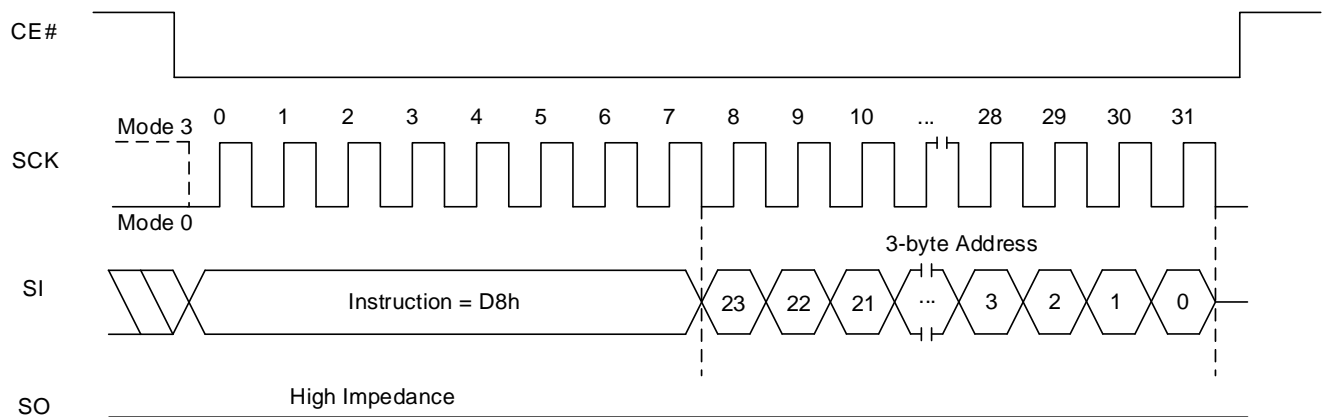 CE#
0 1 2 3 4 5 6 7 8 9 10 ... 28 29 30 31
Mode 3
SCK
Mode 0
3-byte Address
SI
Instruction = D8h
23 22 21 ... 3 2 1 0
High Impedance
SO